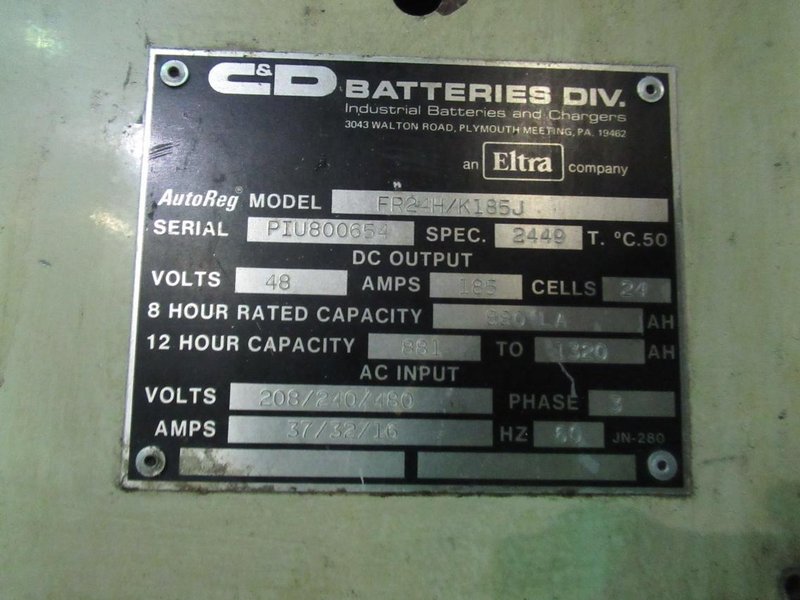 C&D BATTERIES DIV.
Industrial Batteries and Chargers
3043 WALTON ROAD, PLYMOUTH MEETING, PA. 19462
an Eltra company
AutoReg® MODEL FR24H/K185J
SERIAL PIU800654 SPEC. 2449 T. °C.50
DC OUTPUT
VOLTS 48 AMPS 185 CELLS 24
8 HOUR RATED CAPACITY LA AH
12 HOUR CAPACITY 881 TO 1320 AH
AC INPUT
VOLTS 208/240/480 PHASE 3
AMPS 37/32/16 HZ 60 JN-280